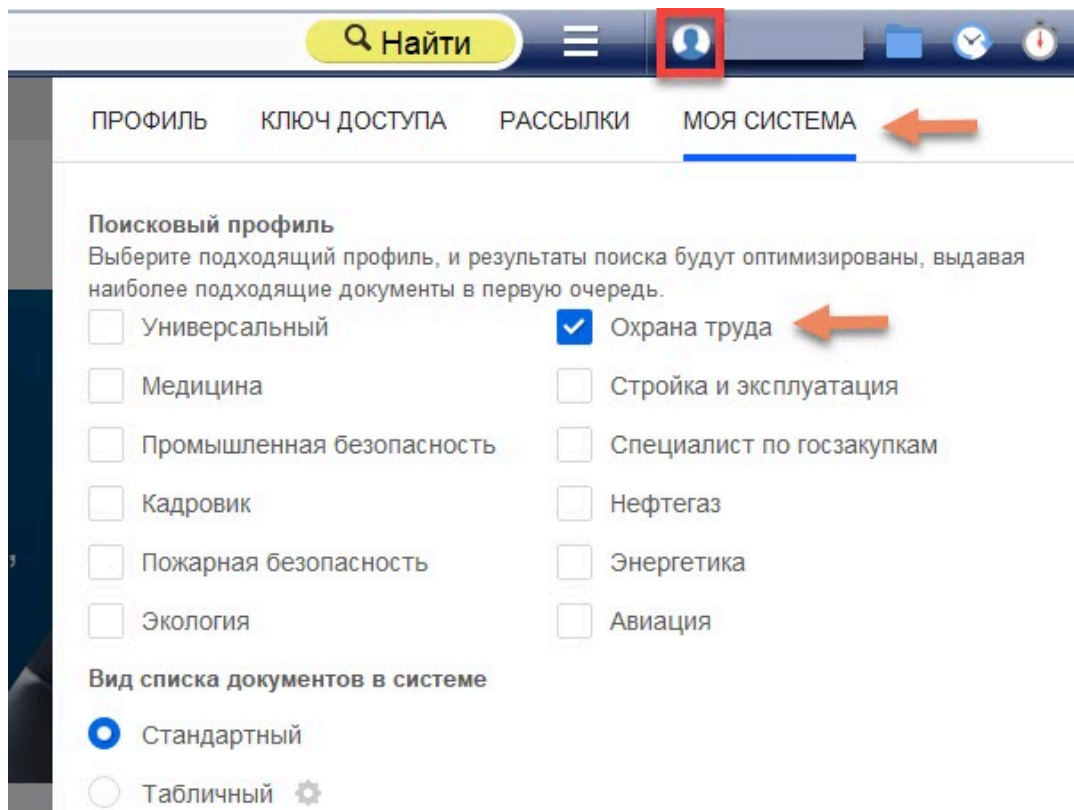 Найти
ПРОФИЛЬ КЛЮЧ ДОСТУПА РАССЫЛКИ МОЯ СИСТЕМА
Поисковый профиль
Выберите подходящий профиль, и результаты поиска будут оптимизированы, выдавая
наиболее подходящие документы в первую очередь.
Универсальный Охрана труда
Медицина Стройка и эксплуатация
Промышленная безопасность Специалист по госзакупкам
Кадровик Нефтегаз
Пожарная безопасность Энергетика
Экология Авиация
Вид списка документов в системе
Стандартный
Табличный